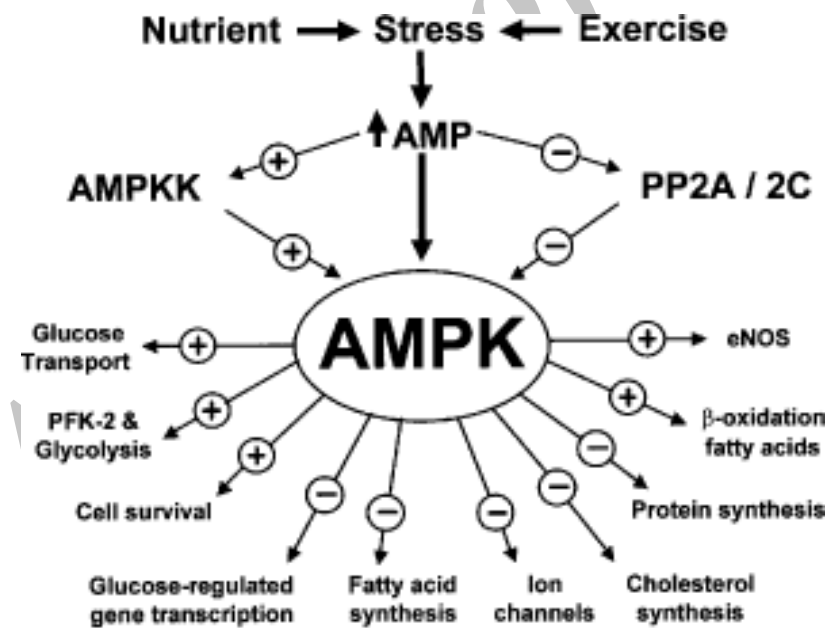 Nutrient Stress Exercise
AMP
+ −
AMPKK PP2A / 2C
+ −
AMPK
Glucose
Transport
+ + eNOS
PFK-2 &
Glycolysis
+ + β-oxidation
fatty acids
Cell survival
+ − Protein synthesis
− − − −
Glucose-regulated
gene transcription
Fatty acid
synthesis
Ion
channels
Cholesterol
synthesis